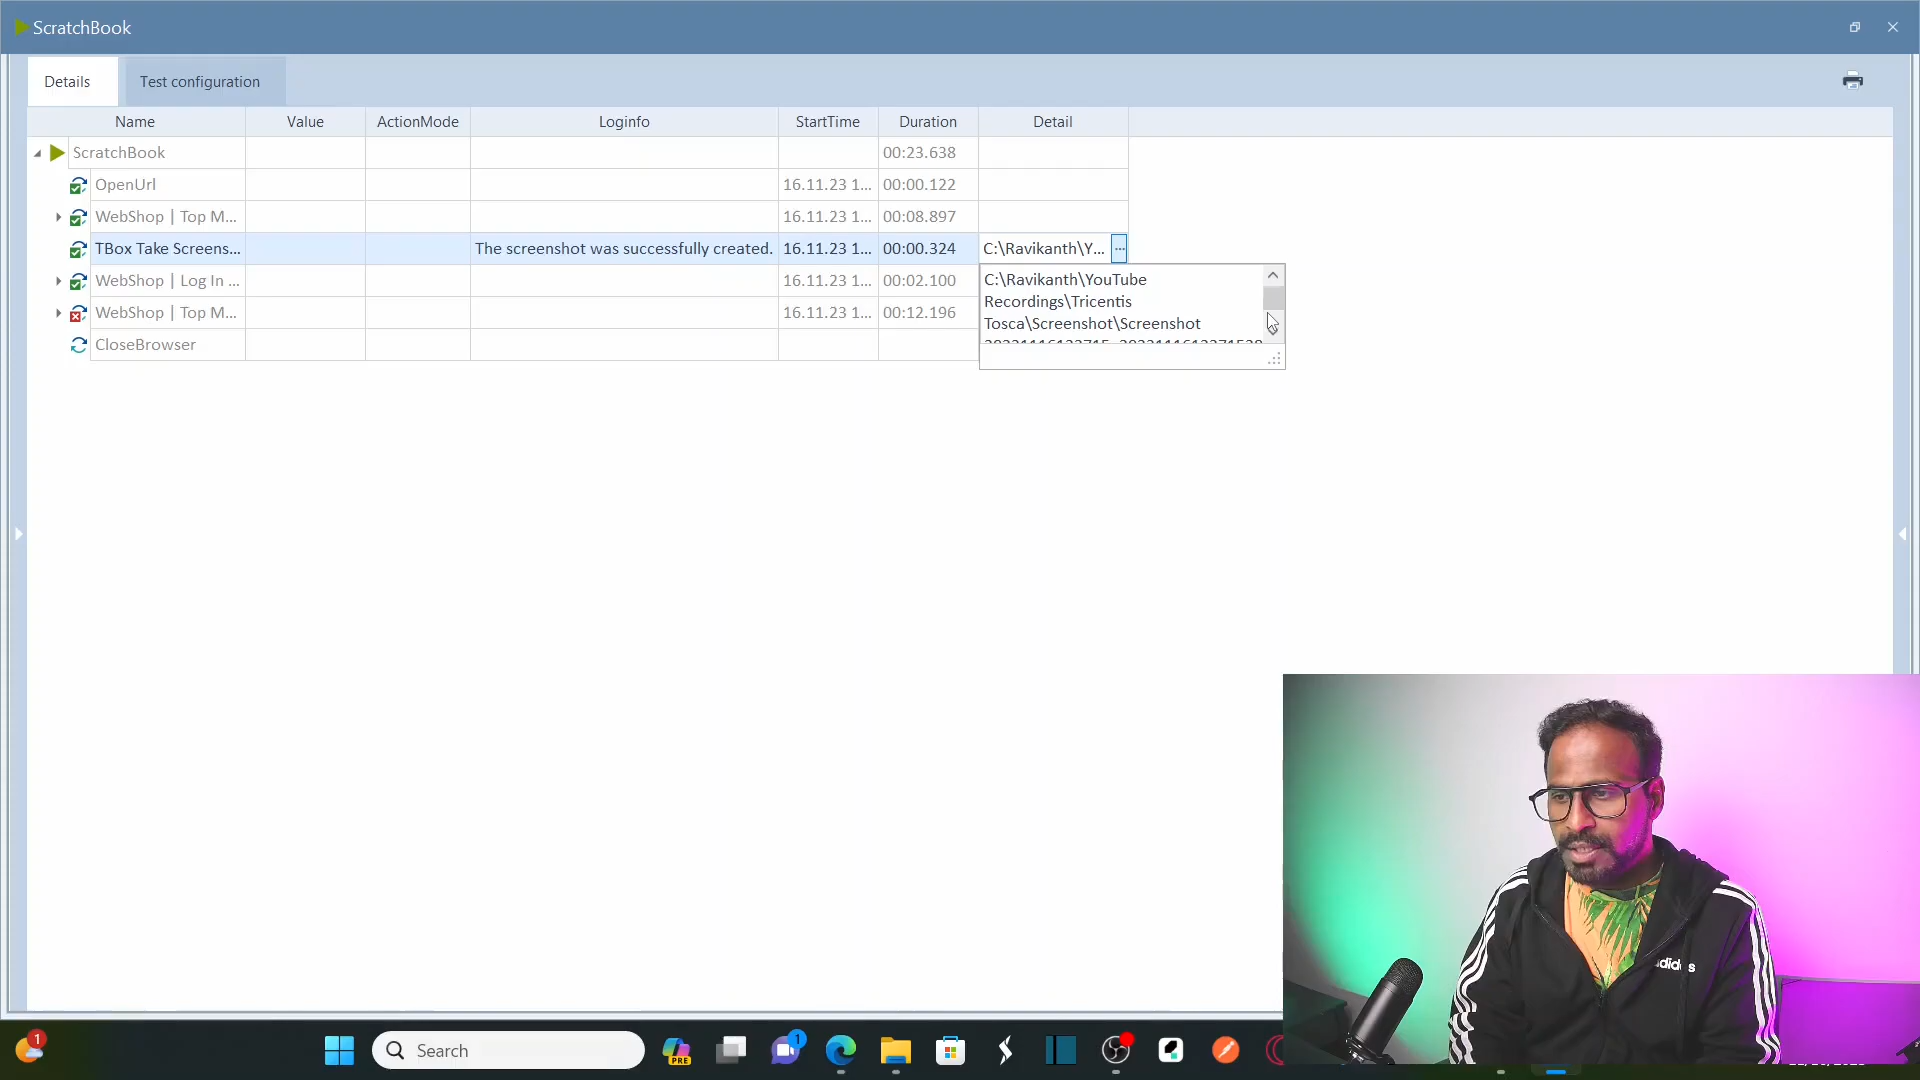 ScratchBook
Details
Test configuration
Name Value ActionMode Loginfo StartTime Duration Detail
ScratchBook 00:23.638
OpenUrl 16.11.23 1... 00:00.122
WebShop | Top M... 16.11.23 1... 00:08.897
TBox Take Screens... The screenshot was successfully created. 16.11.23 1... 00:00.324 C:\Ravikanth\Y... ...
C:\Ravikanth\YouTube
Recordings\Tricentis
Tosca\Screenshot\Screenshot
WebShop | Log In ... 16.11.23 1... 00:02.100
WebShop | Top M... 16.11.23 1... 00:12.196
CloseBrowser
adidas
1
Search
PRE
1